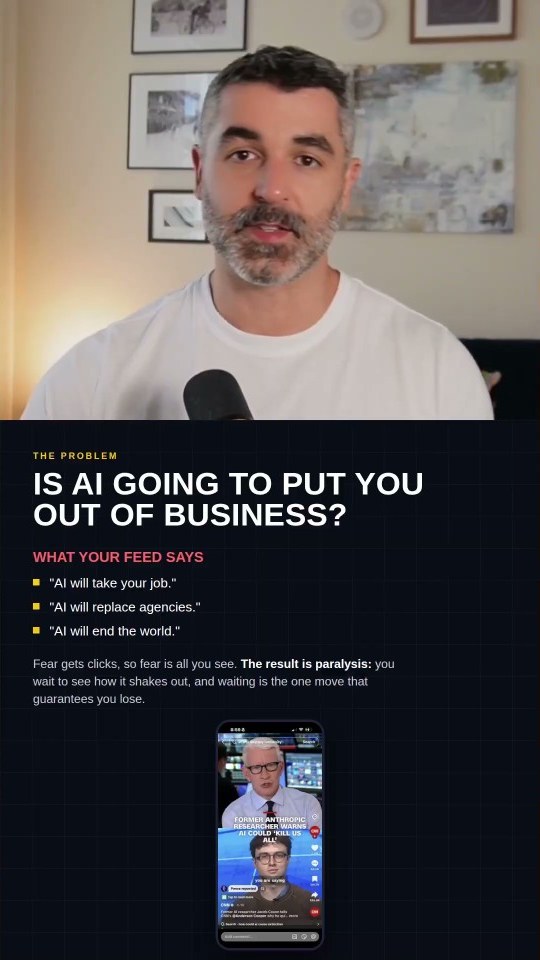 THE PROBLEM
IS AI GOING TO PUT YOU
OUT OF BUSINESS?
WHAT YOUR FEED SAYS
"AI will take your job."
"AI will replace agencies."
"AI will end the world."
Fear gets clicks, so fear is all you see. The result is paralysis: you
wait to see how it shakes out, and waiting is the one move that
guarantees you lose.
FORMER ANTHROPIC
RESEARCHER WARNS
AI COULD 'KILL US
ALL'
you are saying